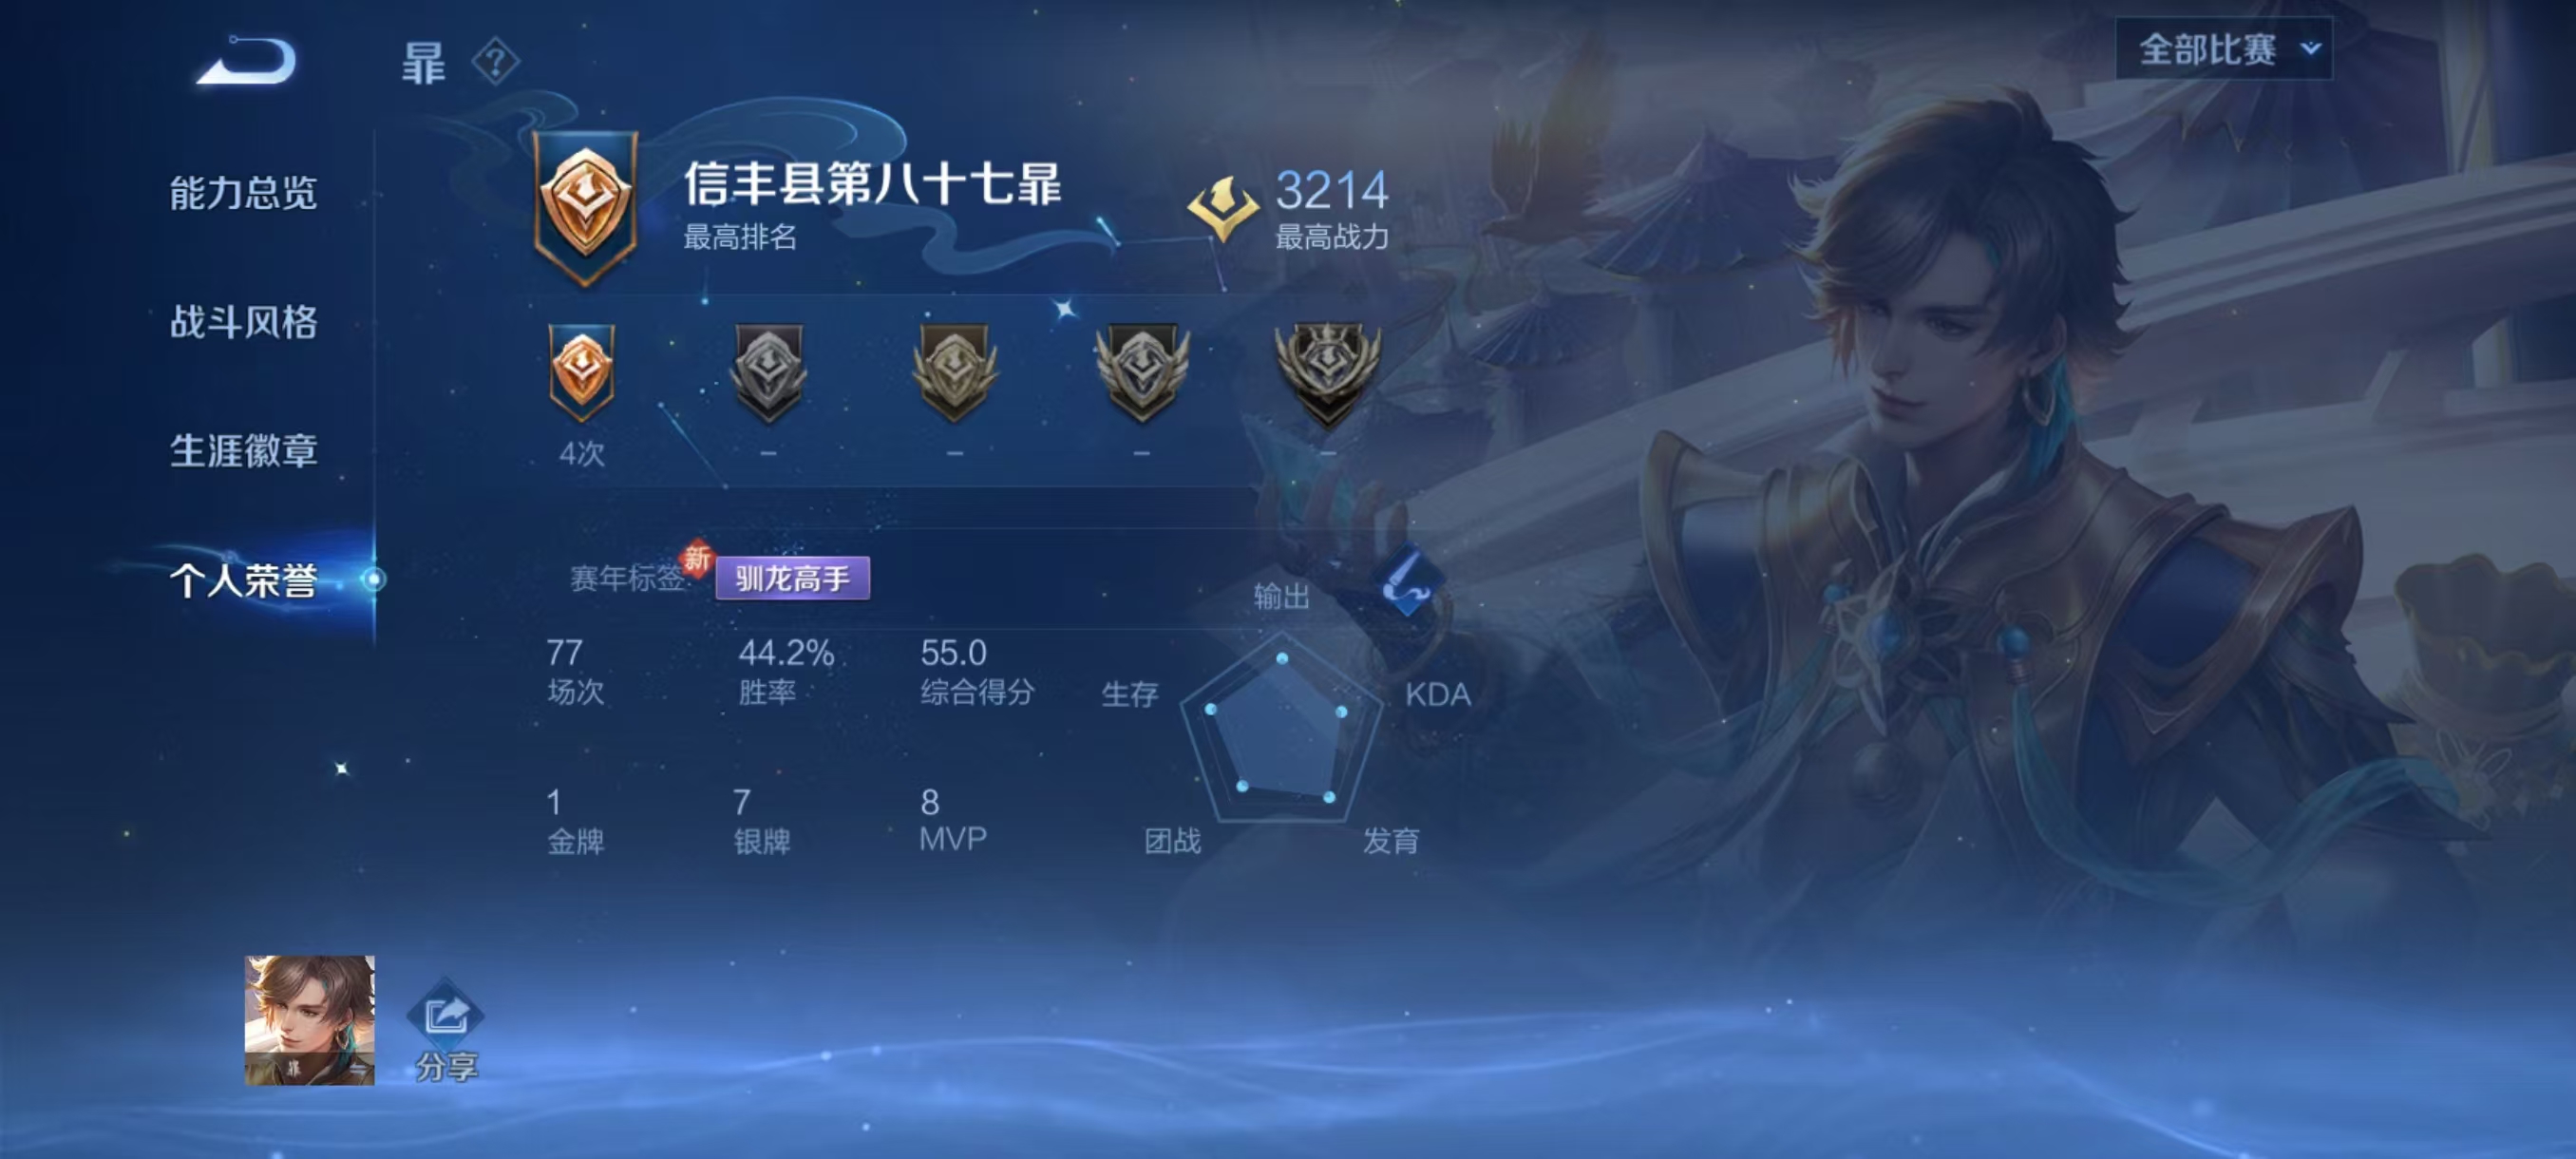 暃
全部比赛
能力总览
战斗风格
生涯徽章
个人荣誉
信丰县第八十七暃
最高排名
3214
最高战力
4次
–
–
–
–
赛年标签
新
驯龙高手
77
场次
44.2%
胜率
55.0
综合得分
1
金牌
7
银牌
8
MVP
输出
生存
KDA
团战
发育
暃
分享